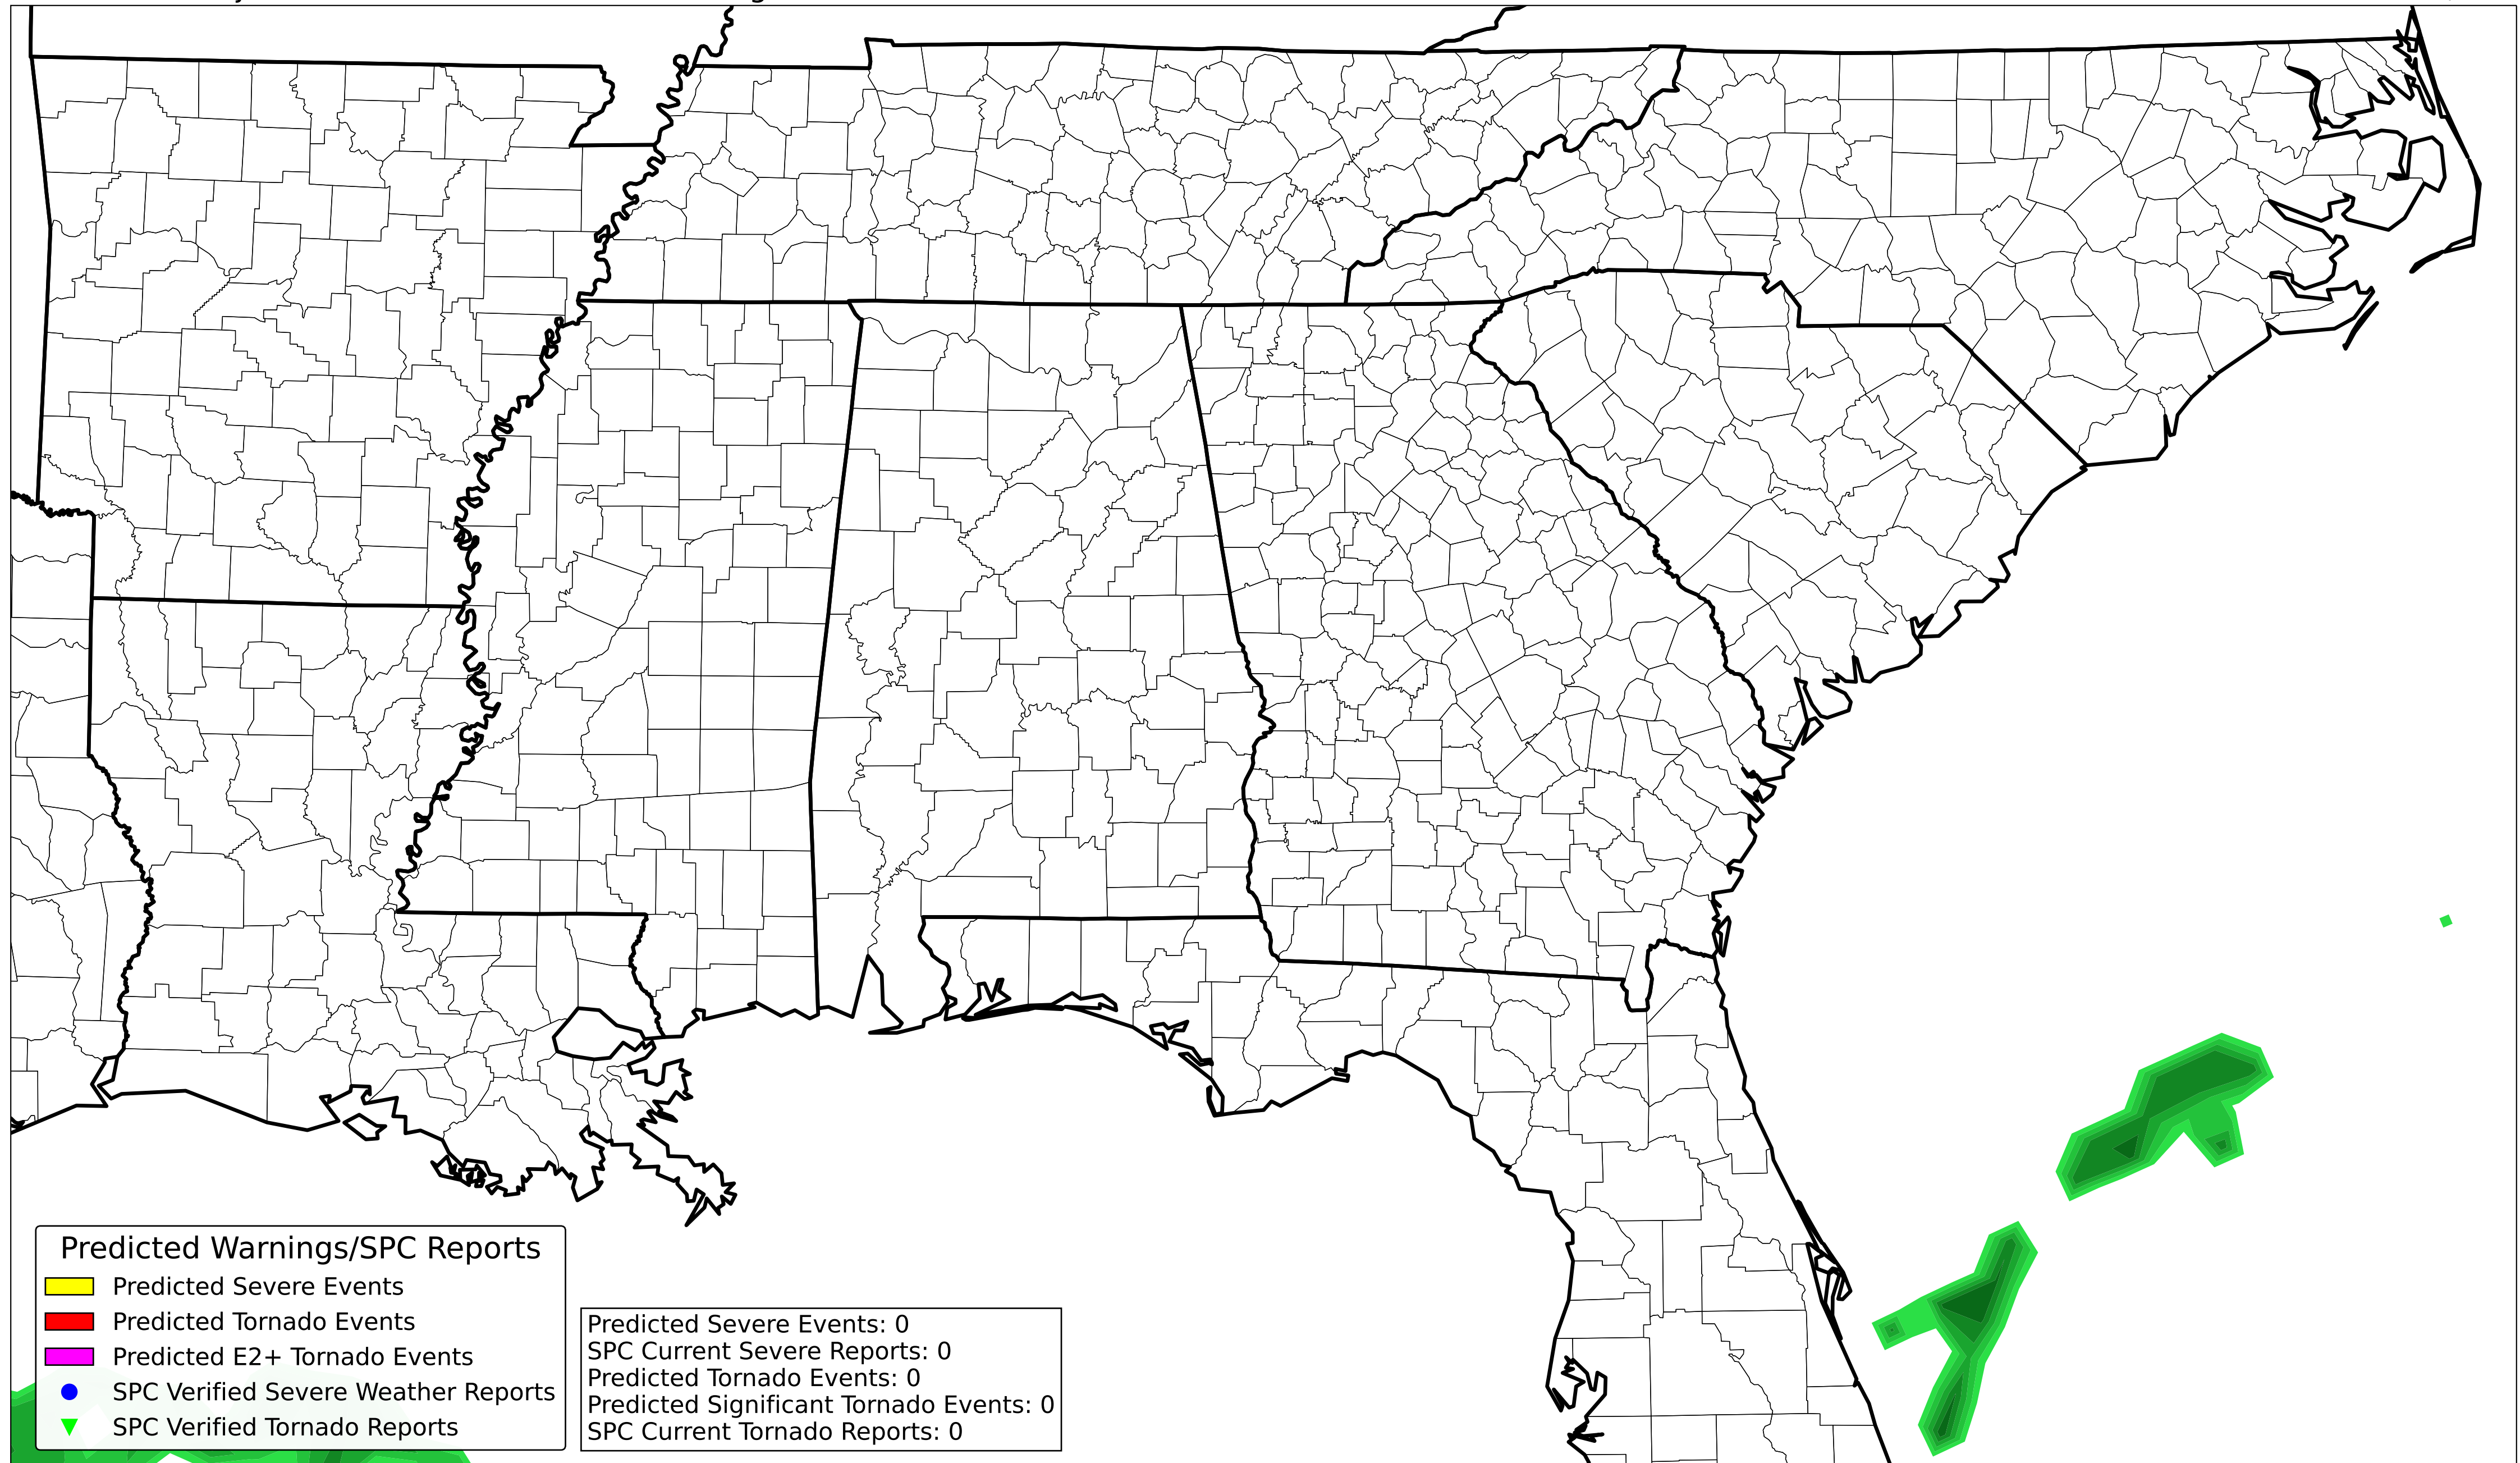 Predicted Warnings/SPC Reports
Predicted Severe Events
Predicted Tornado Events
Predicted E2+ Tornado Events
SPC Verified Severe Weather Reports
SPC Verified Tornado Reports
Predicted Severe Events: 0
SPC Current Severe Reports: 0
Predicted Tornado Events: 0
Predicted Significant Tornado Events: 0
SPC Current Tornado Reports: 0